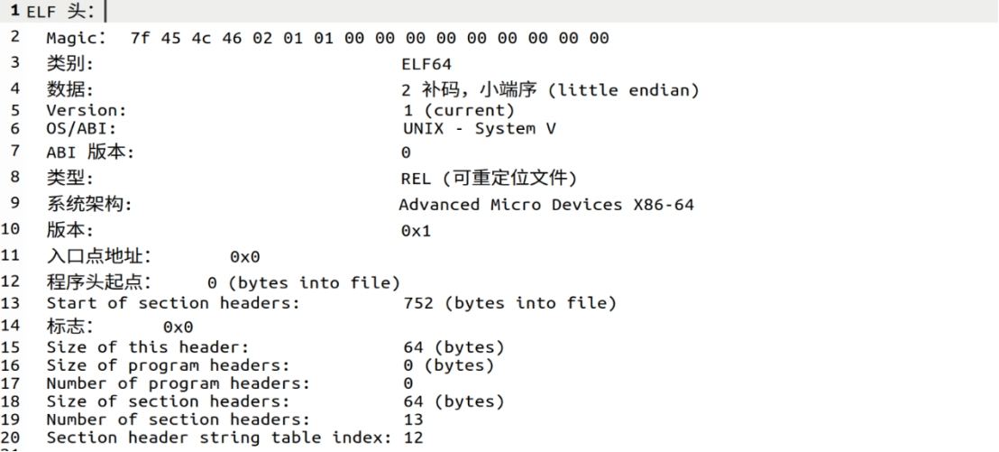 1 ELF 头：
2 Magic： 7f 45 4c 46 02 01 01 00 00 00 00 00 00 00 00 00
3 类别: ELF64
4 数据: 2 补码，小端序 (little endian)
5 Version: 1 (current)
6 OS/ABI: UNIX - System V
7 ABI 版本: 0
8 类型: REL (可重定位文件)
9 系统架构: Advanced Micro Devices X86-64
10 版本: 0x1
11 入口点地址： 0x0
12 程序头起点： 0 (bytes into file)
13 Start of section headers: 752 (bytes into file)
14 标志： 0x0
15 Size of this header: 64 (bytes)
16 Size of program headers: 0 (bytes)
17 Number of program headers: 0
18 Size of section headers: 64 (bytes)
19 Number of section headers: 13
20 Section header string table index: 12